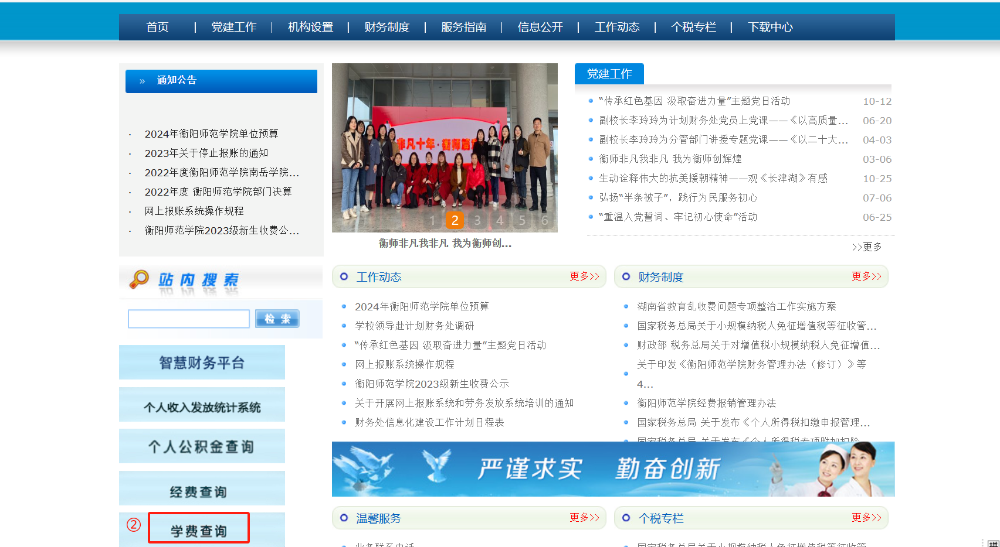 首页 | 党建工作 | 机构设置 | 财务制度 | 服务指南 | 信息公开 | 工作动态 | 个税专栏 | 下载中心
» 通知公告
· 2024年衡阳师范学院单位预算
· 2023年关于停止报账的通知
· 2022年度衡阳师范学院南岳学院...
· 2022年度 衡阳师范学院部门决算
· 网上报账系统操作规程
· 衡阳师范学院2023级新生收费公...
非凡十年·衡师
1 2 3 4 5 6
衡师非凡我非凡 我为衡师创...
党建工作
“传承红色基因 汲取奋进力量”主题党日活动 10-12
副校长李玲玲为计划财务处党员上党课——《以高质量... 06-20
副校长李玲玲为分管部门讲授专题党课——《以二十大... 04-03
衡师非凡我非凡 我为衡师创辉煌 03-06
生动诠释伟大的抗美援朝精神——观《长津湖》有感 10-25
弘扬“半条被子”，践行为民服务初心 07-06
“重温入党誓词、牢记初心使命”活动 06-25
>>更多
站内搜索
检索
智慧财务平台
个人收入发放统计系统
个人公积金查询
经费查询
② 学费查询
工作动态 更多>>
2024年衡阳师范学院单位预算
学校领导赴计划财务处调研
“传承红色基因 汲取奋进力量”主题党日活动
网上报账系统操作规程
衡阳师范学院2023级新生收费公示
关于开展网上报账系统和劳务发放系统培训的通知
财务处信息化建设工作计划日程表
财务制度 更多>>
湖南省教育乱收费问题专项整治工作实施方案
国家税务总局关于小规模纳税人免征增值税等征收管...
财政部 税务总局关于对增值税小规模纳税人免征增值...
关于印发《衡阳师范学院财务管理办法（修订）》等
4...
衡阳师范学院经费报销管理办法
国家税务总局 关于发布《个人所得税扣缴申报管理...
国家税务总局 关于发布《个人所得税专项附加扣除
严谨求实 勤奋创新
温馨服务 更多>>
业务联系电话
个税专栏 更多>>
国家税务总局关于小规模纳税人免征增值税等征收管
拼